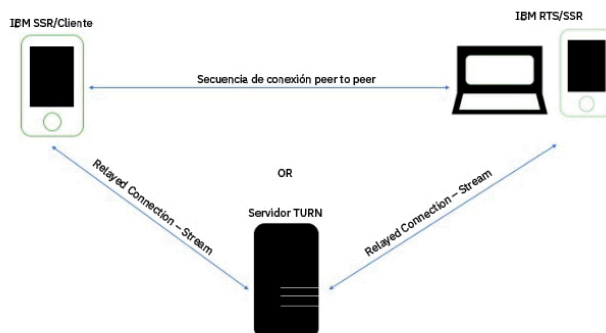 IBM SSR/Cliente
IBM RTS/SSR
Secuencia de conexión peer to peer
Relayed Connection – Stream
OR
Relayed Connection – Stream
Servidor TURN